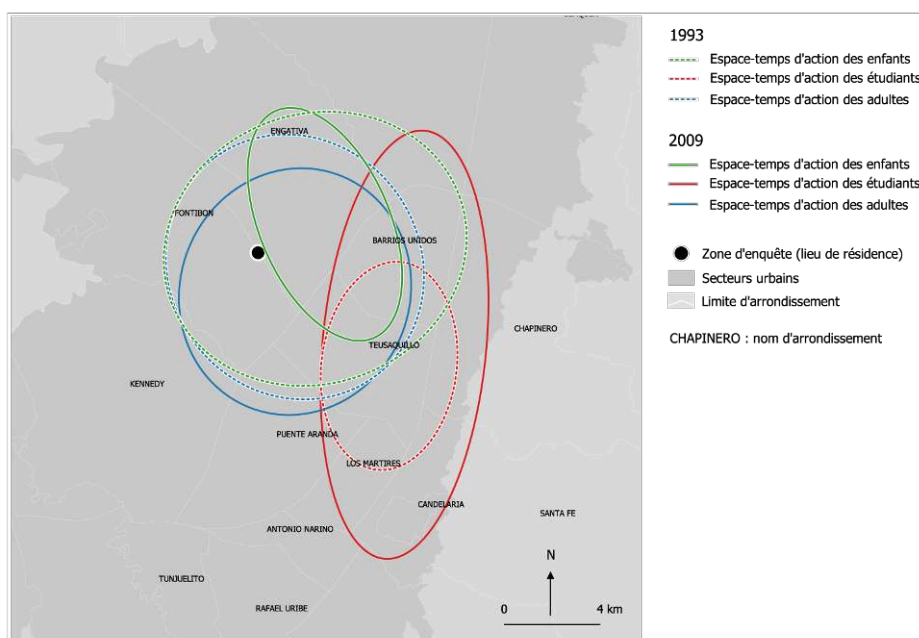 ENGATIVA
FONTIBON
BARRIOS UNIDOS
CHAPINERO
TEUSAQUILLO
KENNEDY
PUENTE ARANDA
LOS MARTIRES
CANDELARIA
SANTA FE
ANTONIO NARINO
TUNJUELITO
RAFAEL URIBE
N
0 4 km
1993
Espace-temps d'action des enfants
Espace-temps d'action des étudiants
Espace-temps d'action des adultes
2009
Espace-temps d'action des enfants
Espace-temps d'action des étudiants
Espace-temps d'action des adultes
Zone d'enquête (lieu de résidence)
Secteurs urbains
Limite d'arrondissement
CHAPINERO : nom d'arrondissement